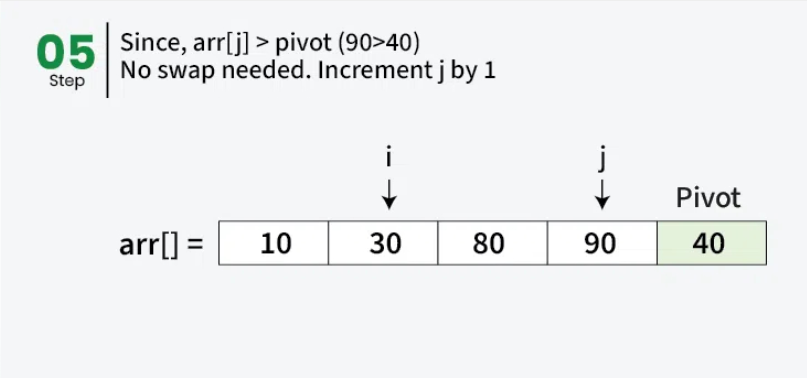 05
Step
Since, arr[j] > pivot (90>40)
No swap needed. Increment j by 1
i
j
Pivot
arr[] = 10 30 80 90 40